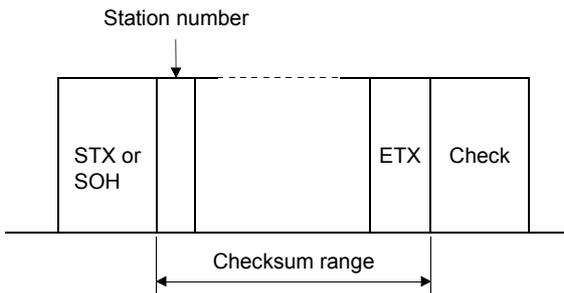 Station number
STX or
SOH
ETX
Check
Checksum range